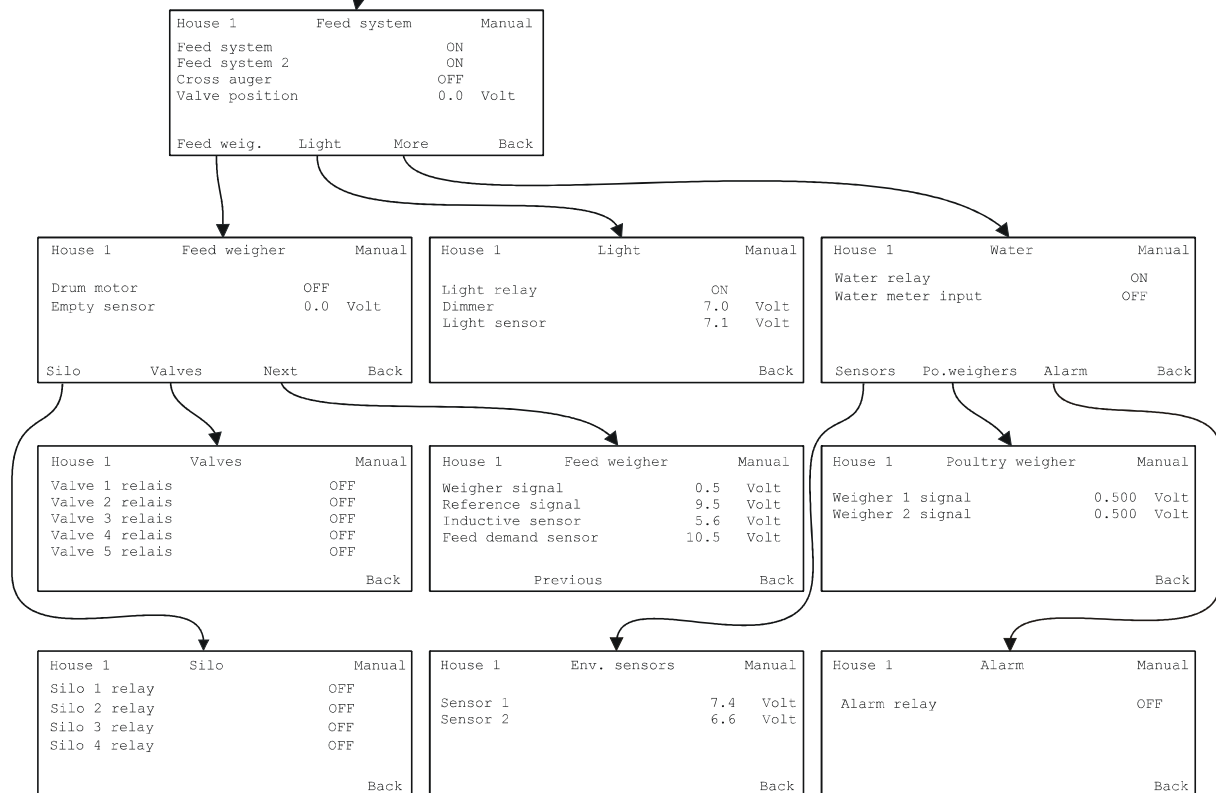 House 1 Feed system Manual
Feed system ON
Feed system 2 ON
Cross auger OFF
Valve position 0.0 Volt
Feed weig. Light More Back
House 1 Feed weigher Manual
Drum motor OFF
Empty sensor 0.0 Volt
Silo Valves Next Back
House 1 Light Manual
Light relay ON
Dimmer 7.0 Volt
Light sensor 7.1 Volt
Back
House 1 Water Manual
Water relay ON
Water meter input OFF
Sensors Po.weighers Alarm Back
House 1 Valves Manual
Valve 1 relais OFF
Valve 2 relais OFF
Valve 3 relais OFF
Valve 4 relais OFF
Valve 5 relais OFF
Back
House 1 Feed weigher Manual
Weigher signal 0.5 Volt
Reference signal 9.5 Volt
Inductive sensor 5.6 Volt
Feed demand sensor 10.5 Volt
Previous Back
House 1 Poultry weigher Manual
Weigher 1 signal 0.500 Volt
Weigher 2 signal 0.500 Volt
Back
House 1 Silo Manual
Silo 1 relay OFF
Silo 2 relay OFF
Silo 3 relay OFF
Silo 4 relay OFF
Back
House 1 Env. sensors Manual
Sensor 1 7.4 Volt
Sensor 2 6.6 Volt
Back
House 1 Alarm Manual
Alarm relay OFF
Back